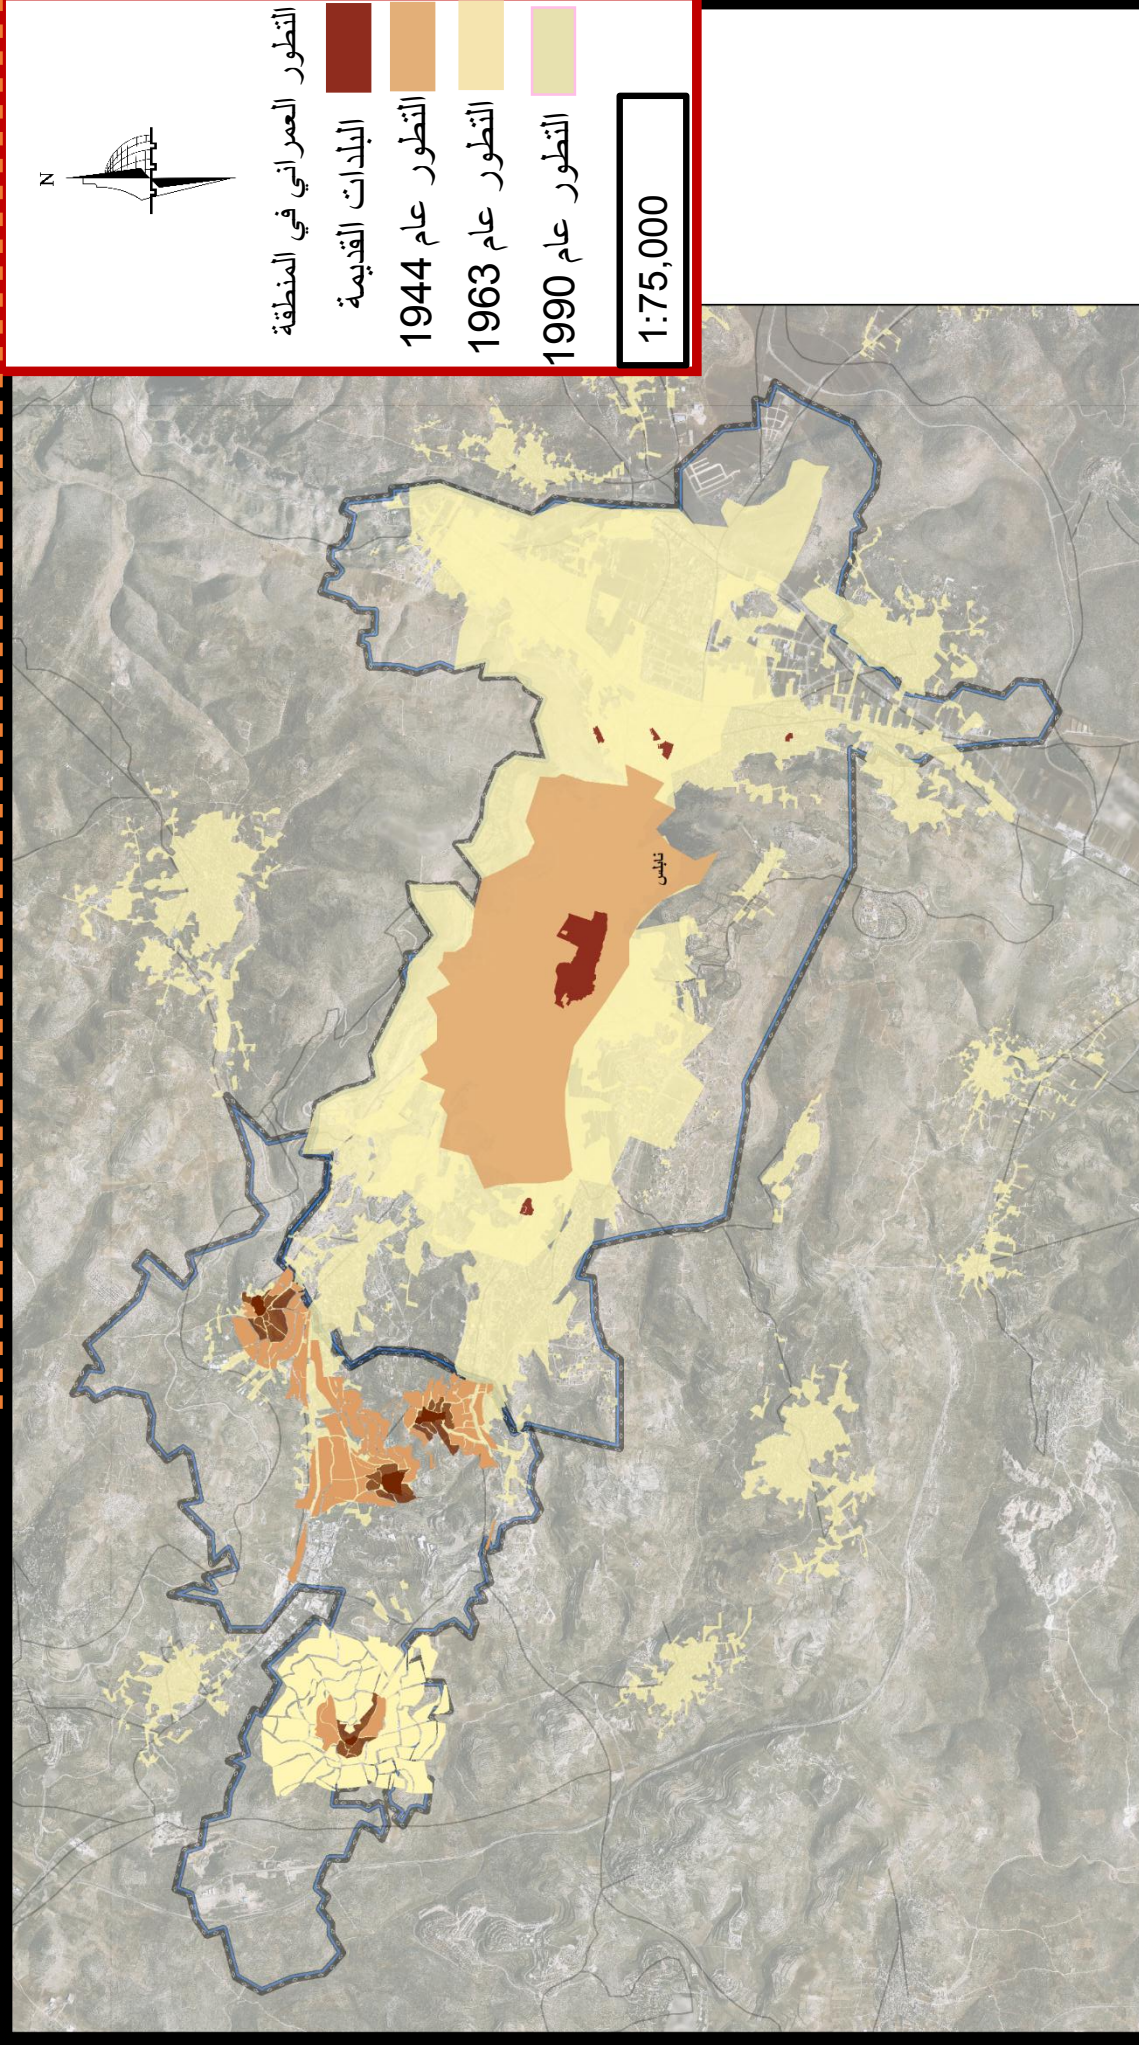 N
التطور العمراني في المنطقة
البلدات القديمة
التطور عام 1944
التطور عام 1963
التطور عام 1990
1:75,000
نابلس